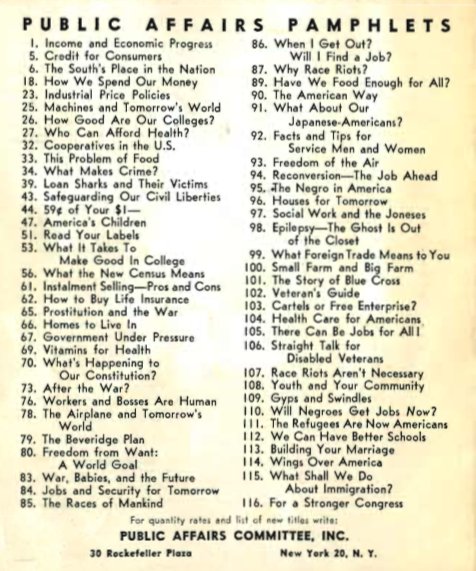 PUBLIC AFFAIRS PAMPHLETS
1. Income and Economic Progress
5. Credit for Consumers
6. The South's Place in the Nation
18. How We Spend Our Money
23. Industrial Price Policies
25. Machines and Tomorrow's World
26. How Good Are Our Colleges?
27. Who Can Afford Health?
32. Cooperatives in the U.S.
33. This Problem of Food
34. What Makes Crime?
39. Loan Sharks and Their Victims
43. Safeguarding Our Civil Liberties
44. 59¢ of Your $1—
47. America's Children
51. Read Your Labels
53. What It Takes To
Make Good In College
56. What the New Census Means
61. Instalment Selling—Pros and Cons
62. How to Buy Life Insurance
65. Prostitution and the War
66. Homes to Live In
67. Government Under Pressure
69. Vitamins for Health
70. What's Happening to
Our Constitution?
73. After the War?
76. Workers and Bosses Are Human
78. The Airplane and Tomorrow's
World
79. The Beveridge Plan
80. Freedom from Want:
A World Goal
83. War, Babies, and the Future
84. Jobs and Security for Tomorrow
85. The Races of Mankind
86. When I Get Out?
Will I Find a Job?
87. Why Race Riots?
89. Have We Food Enough for All?
90. The American Way
91. What About Our
Japanese-Americans?
92. Facts and Tips for
Service Men and Women
93. Freedom of the Air
94. Reconversion—The Job Ahead
95. The Negro in America
96. Houses for Tomorrow
97. Social Work and the Joneses
98. Epilepsy—The Ghost Is Out
of the Closet
99. What Foreign Trade Means to You
100. Small Farm and Big Farm
101. The Story of Blue Cross
102. Veteran's Guide
103. Cartels or Free Enterprise?
104. Health Care for Americans
105. There Can Be Jobs for All!
106. Straight Talk for
Disabled Veterans
107. Race Riots Aren't Necessary
108. Youth and Your Community
109. Gyps and Swindles
110. Will Negroes Get Jobs Now?
111. The Refugees Are Now Americans
112. We Can Have Better Schools
113. Building Your Marriage
114. Wings Over America
115. What Shall We Do
About Immigration?
116. For a Stronger Congress
For quantity rates and list of new titles write:
PUBLIC AFFAIRS COMMITTEE, INC.
30 Rockefeller Plaza New York 20, N. Y.